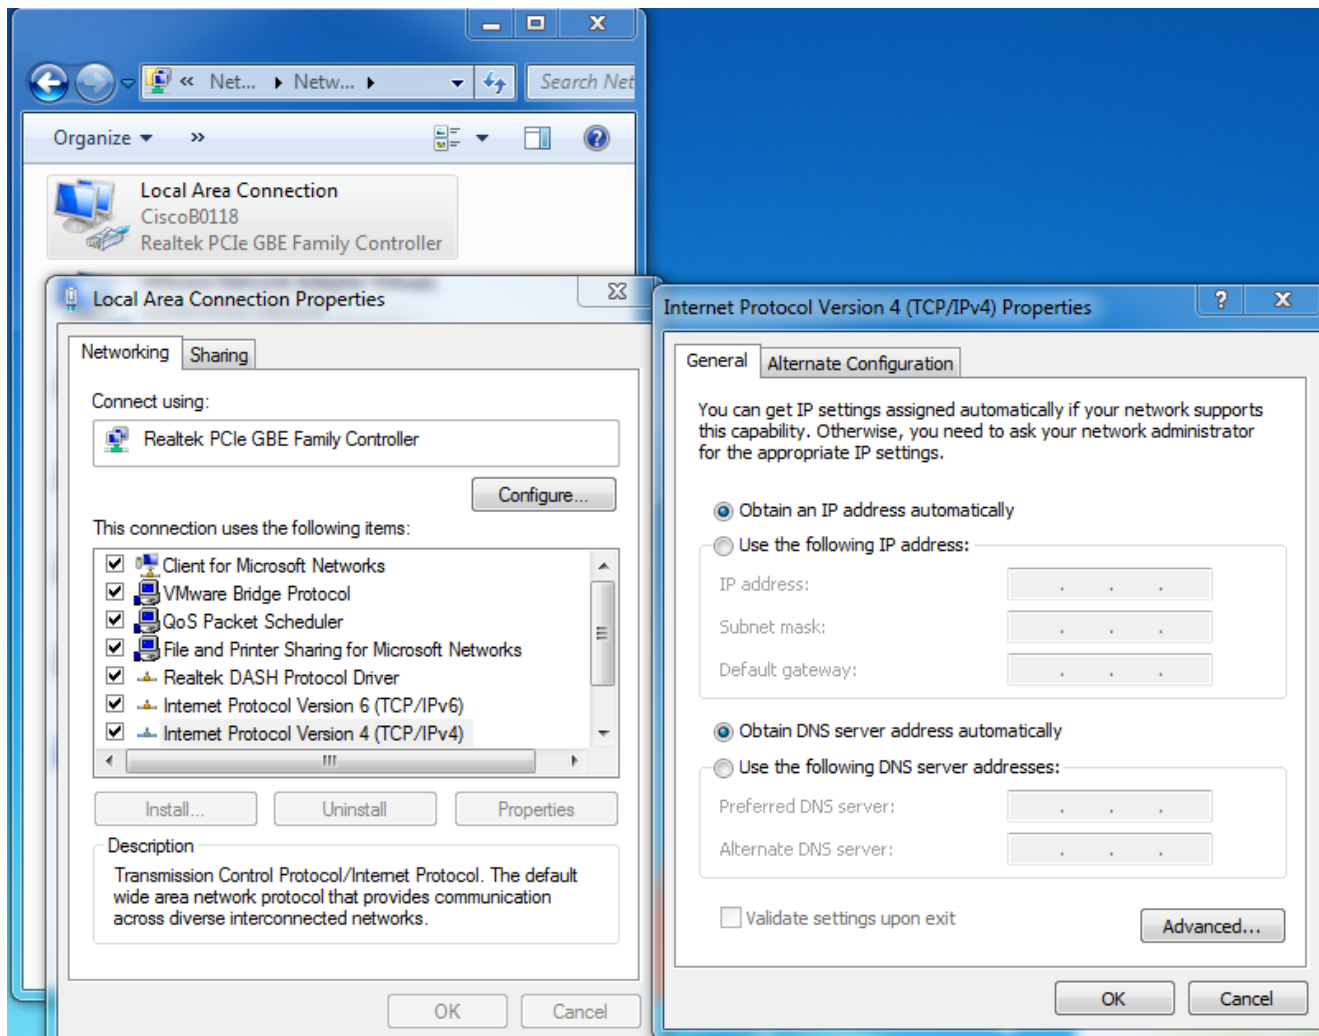 « Net... Netw...
Search Net
Organize »
Local Area Connection
CiscoB0118
Realtek PCIe GBE Family Controller
Local Area Connection Properties
Networking
Sharing
Connect using:
Realtek PCIe GBE Family Controller
Configure...
This connection uses the following items:
Client for Microsoft Networks
VMware Bridge Protocol
QoS Packet Scheduler
File and Printer Sharing for Microsoft Networks
Realtek DASH Protocol Driver
Internet Protocol Version 6 (TCP/IPv6)
Internet Protocol Version 4 (TCP/IPv4)
Install...
Uninstall
Properties
Description
Transmission Control Protocol/Internet Protocol. The default
wide area network protocol that provides communication
across diverse interconnected networks.
OK
Cancel
Internet Protocol Version 4 (TCP/IPv4) Properties
General
Alternate Configuration
You can get IP settings assigned automatically if your network supports
this capability. Otherwise, you need to ask your network administrator
for the appropriate IP settings.
Obtain an IP address automatically
Use the following IP address:
IP address: . . .
Subnet mask: . . .
Default gateway: . . .
Obtain DNS server address automatically
Use the following DNS server addresses:
Preferred DNS server: . . .
Alternate DNS server: . . .
Validate settings upon exit
Advanced...
OK
Cancel